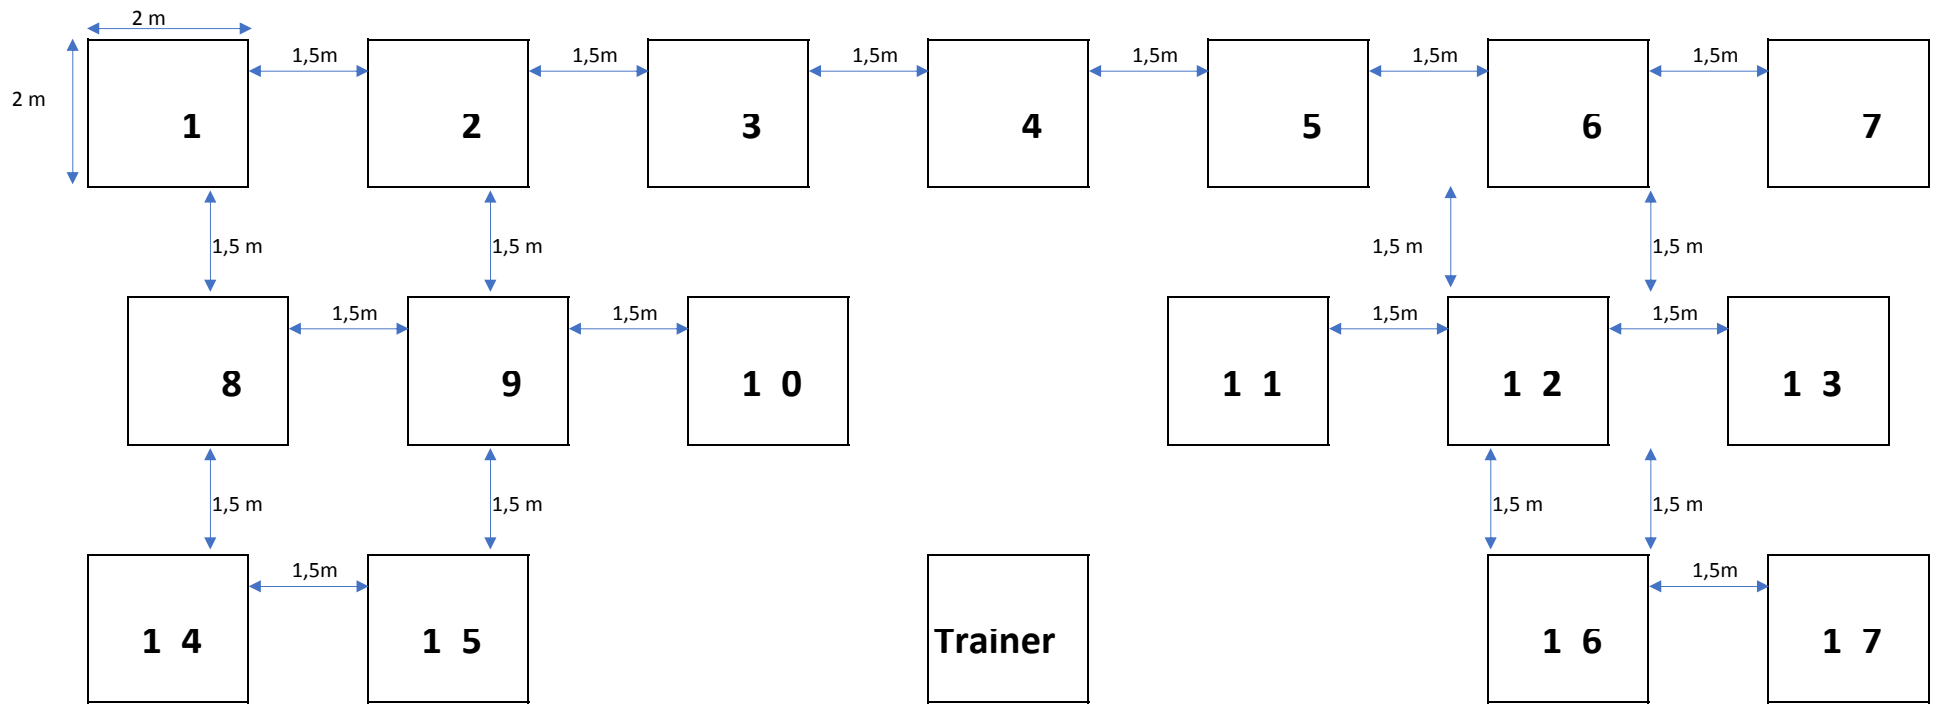 2 m
1,5m 1,5m 1,5m 1,5m 1,5m 1,5m
2 m
1 2 3 4 5 6 7
1,5 m 1,5 m 1,5 m 1,5 m
1,5m 1,5m 1,5m 1,5m
8 9 1 0 1 1 1 2 1 3
1,5 m 1,5 m 1,5 m 1,5 m
1,5m 1,5m
1 4 1 5 Trainer 1 6 1 7